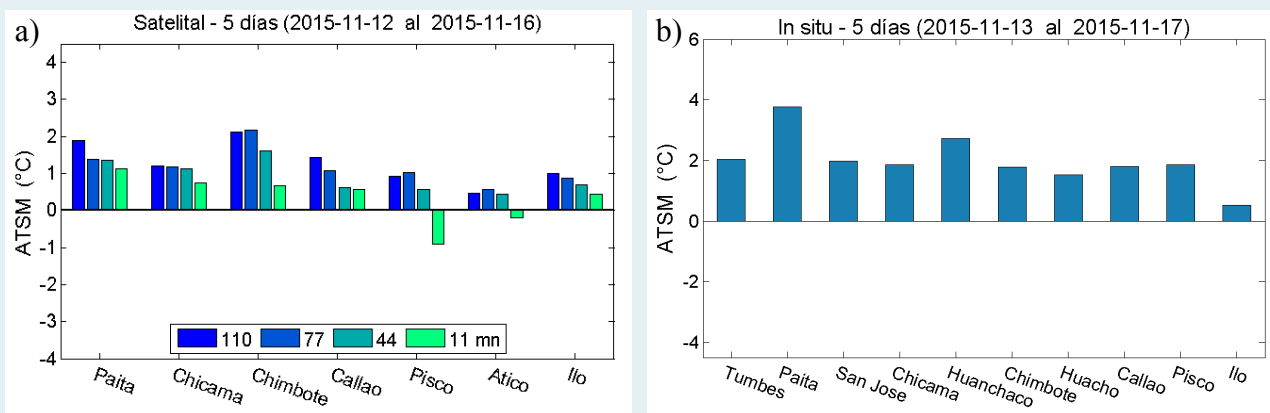 a)
Satelital - 5 días (2015-11-12 al 2015-11-16)
ATSM (°C)
4
3
2
1
0
-1
-2
-3
-4
110 77 44 11 mn
Paita Chicama Chimbote Callao Pisco Atico Ilo
b)
In situ - 5 días (2015-11-13 al 2015-11-17)
ATSM (°C)
6
4
2
0
-2
-4
Tumbes Paita San Jose Chicama Huanchaco Chimbote Huacho Callao Pisco Ilo